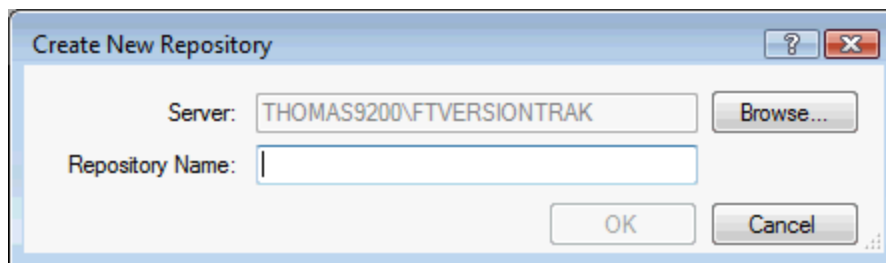 Create New Repository
Server: THOMAS9200\FTVERSIONTRAK Browse...
Repository Name:
OK Cancel